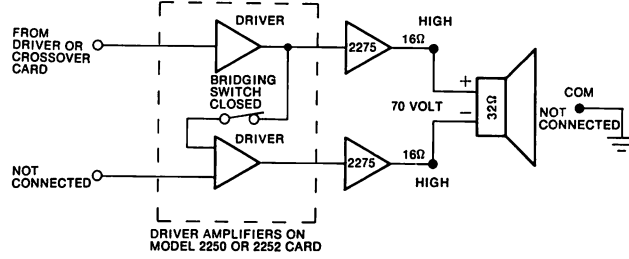 DRIVER
HIGH
FROM
DRIVER OR
CROSSOVER
CARD
2275
16Ω
BRIDGING
SWITCH
CLOSED
+
70 VOLT
−
32Ω
COM
NOT
CONNECTED
DRIVER
NOT
CONNECTED
2275
16Ω
HIGH
DRIVER AMPLIFIERS ON
MODEL 2250 OR 2252 CARD